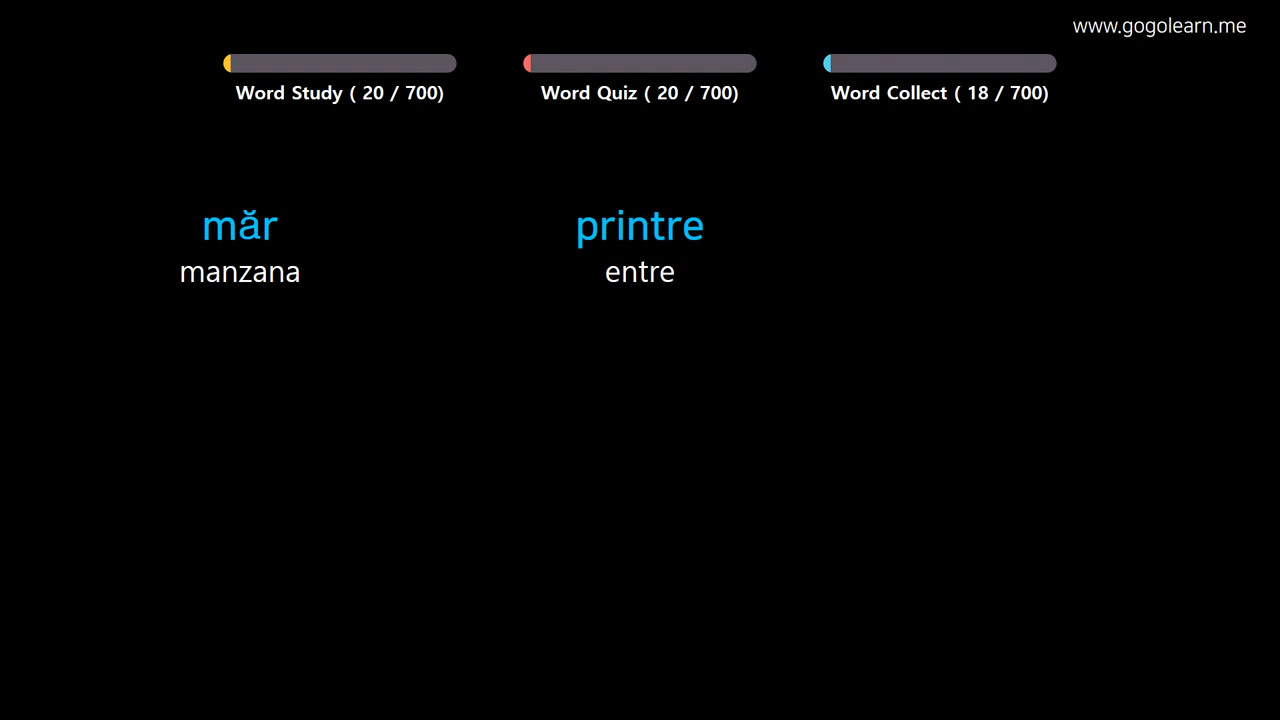 www.gogolearn.me
Word Study ( 20 / 700)
Word Quiz ( 20 / 700)
Word Collect ( 18 / 700)
măr
manzana
printre
entre